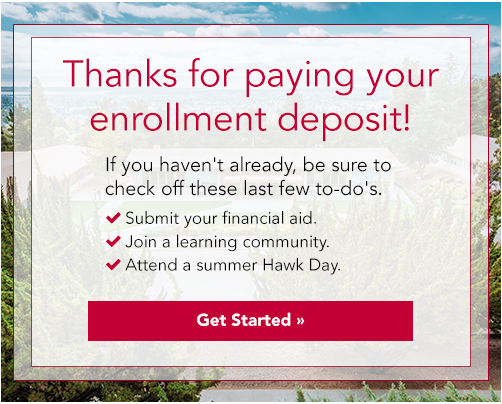 Thanks for paying your
enrollment deposit!
If you haven't already, be sure to
check off these last few to-do's.
✔ Submit your financial aid.
✔ Join a learning community.
✔ Attend a summer Hawk Day.
Get Started »